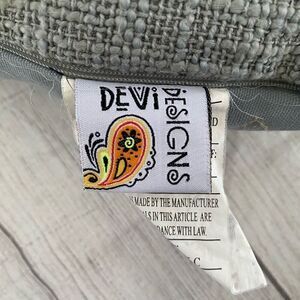 DEVi
DESIGNS
D
MADE BY THE MANUFACTURER
IN THIS ARTICLE ARE
DANCE WITH LAW.
C